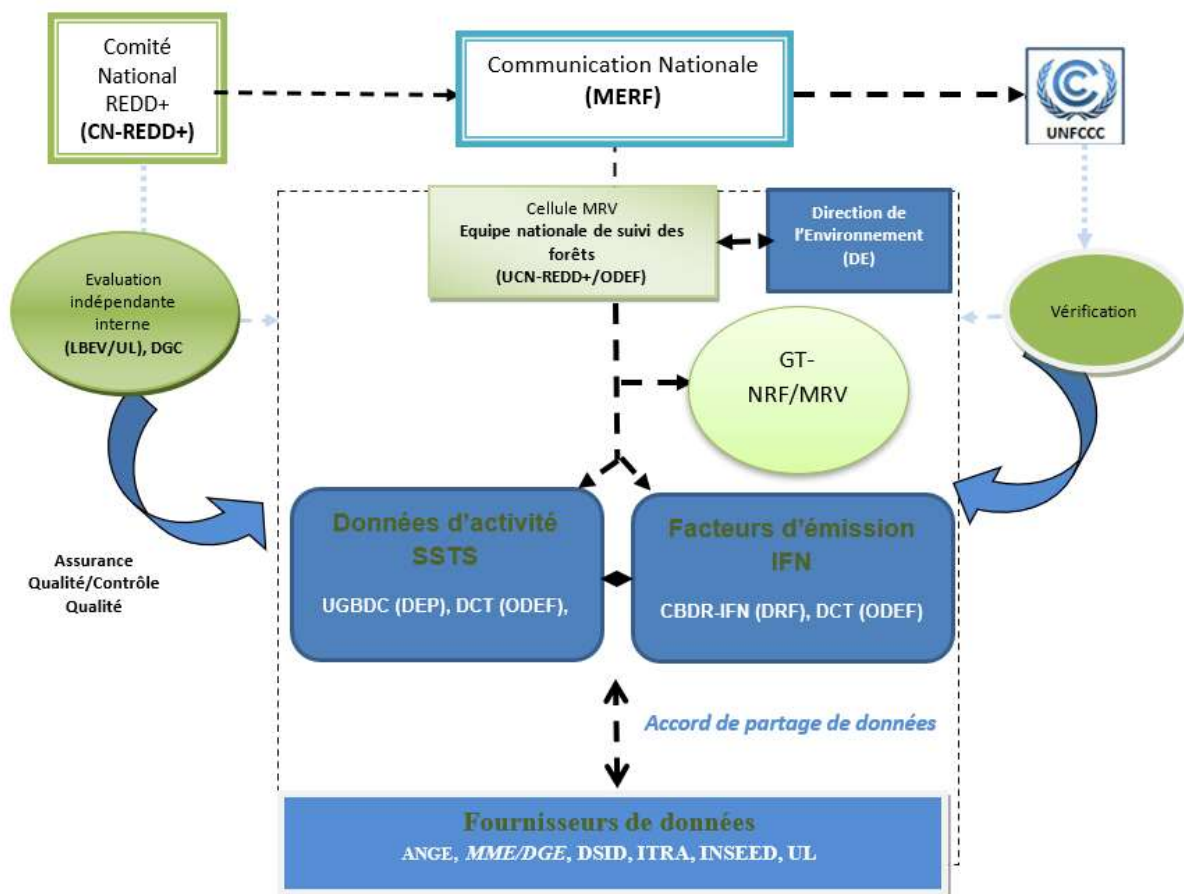 Comité
National
REDD+
(CN-REDD+)
Communication Nationale
(MERF)
UNFCCC
Cellule MRV
Equipe nationale de suivi des
forêts
(UCN-REDD+/ODEF)
Direction de
l'Environnement
(DE)
Evaluation
indépendante
interne
(LBEV/UL), DGC
Vérification
GT-
NRF/MRV
Données d'activité
SSTS
UGBDC (DEP), DCT (ODEF),
Facteurs d'émission
IFN
CBDR-IFN (DRF), DCT (ODEF)
Assurance
Qualité/Contrôle
Qualité
Accord de partage de données
Fournisseurs de données
ANGE, MME/DGE, DSID, ITRA, INSEED, UL